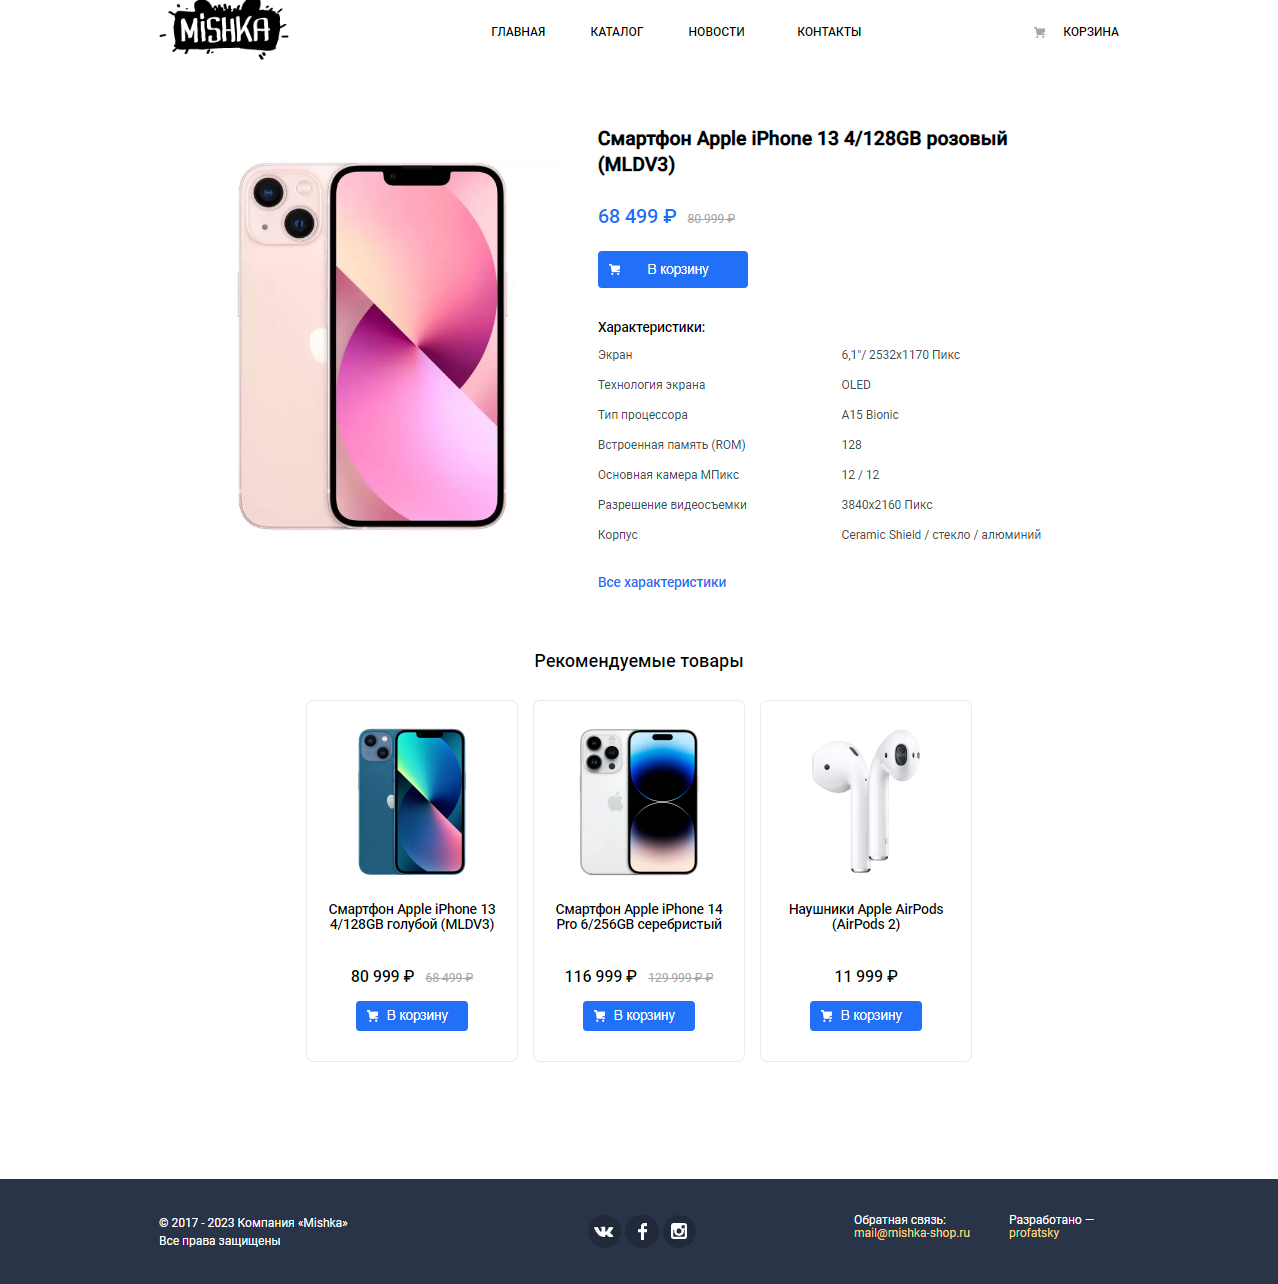 MiSHKA
ГЛАВНАЯ
КАТАЛОГ
НОВОСТИ
КОНТАКТЫ
КОРЗИНА
Смартфон Apple iPhone 13 4/128GB розовый
(MLDV3)
68 499 ₽ 80 999 ₽
В корзину
Характеристики:
Экран 6,1"/ 2532x1170 Пикс
Технология экрана OLED
Тип процессора A15 Bionic
Встроенная память (ROM) 128
Основная камера МПикс 12 / 12
Разрешение видеосъемки 3840x2160 Пикс
Корпус Ceramic Shield / стекло / алюминий
Все характеристики
Рекомендуемые товары
Смартфон Apple iPhone 13
4/128GB голубой (MLDV3)
80 999 ₽ 68 499 ₽
В корзину
Смартфон Apple iPhone 14
Pro 6/256GB серебристый
116 999 ₽ 129 999 ₽ ₽
В корзину
Наушники Apple AirPods
(AirPods 2)
11 999 ₽
В корзину
© 2017 - 2023 Компания «Mishka»
Все права защищены
Обратная связь:
mail@mishka-shop.ru
Разработано —
profatsky